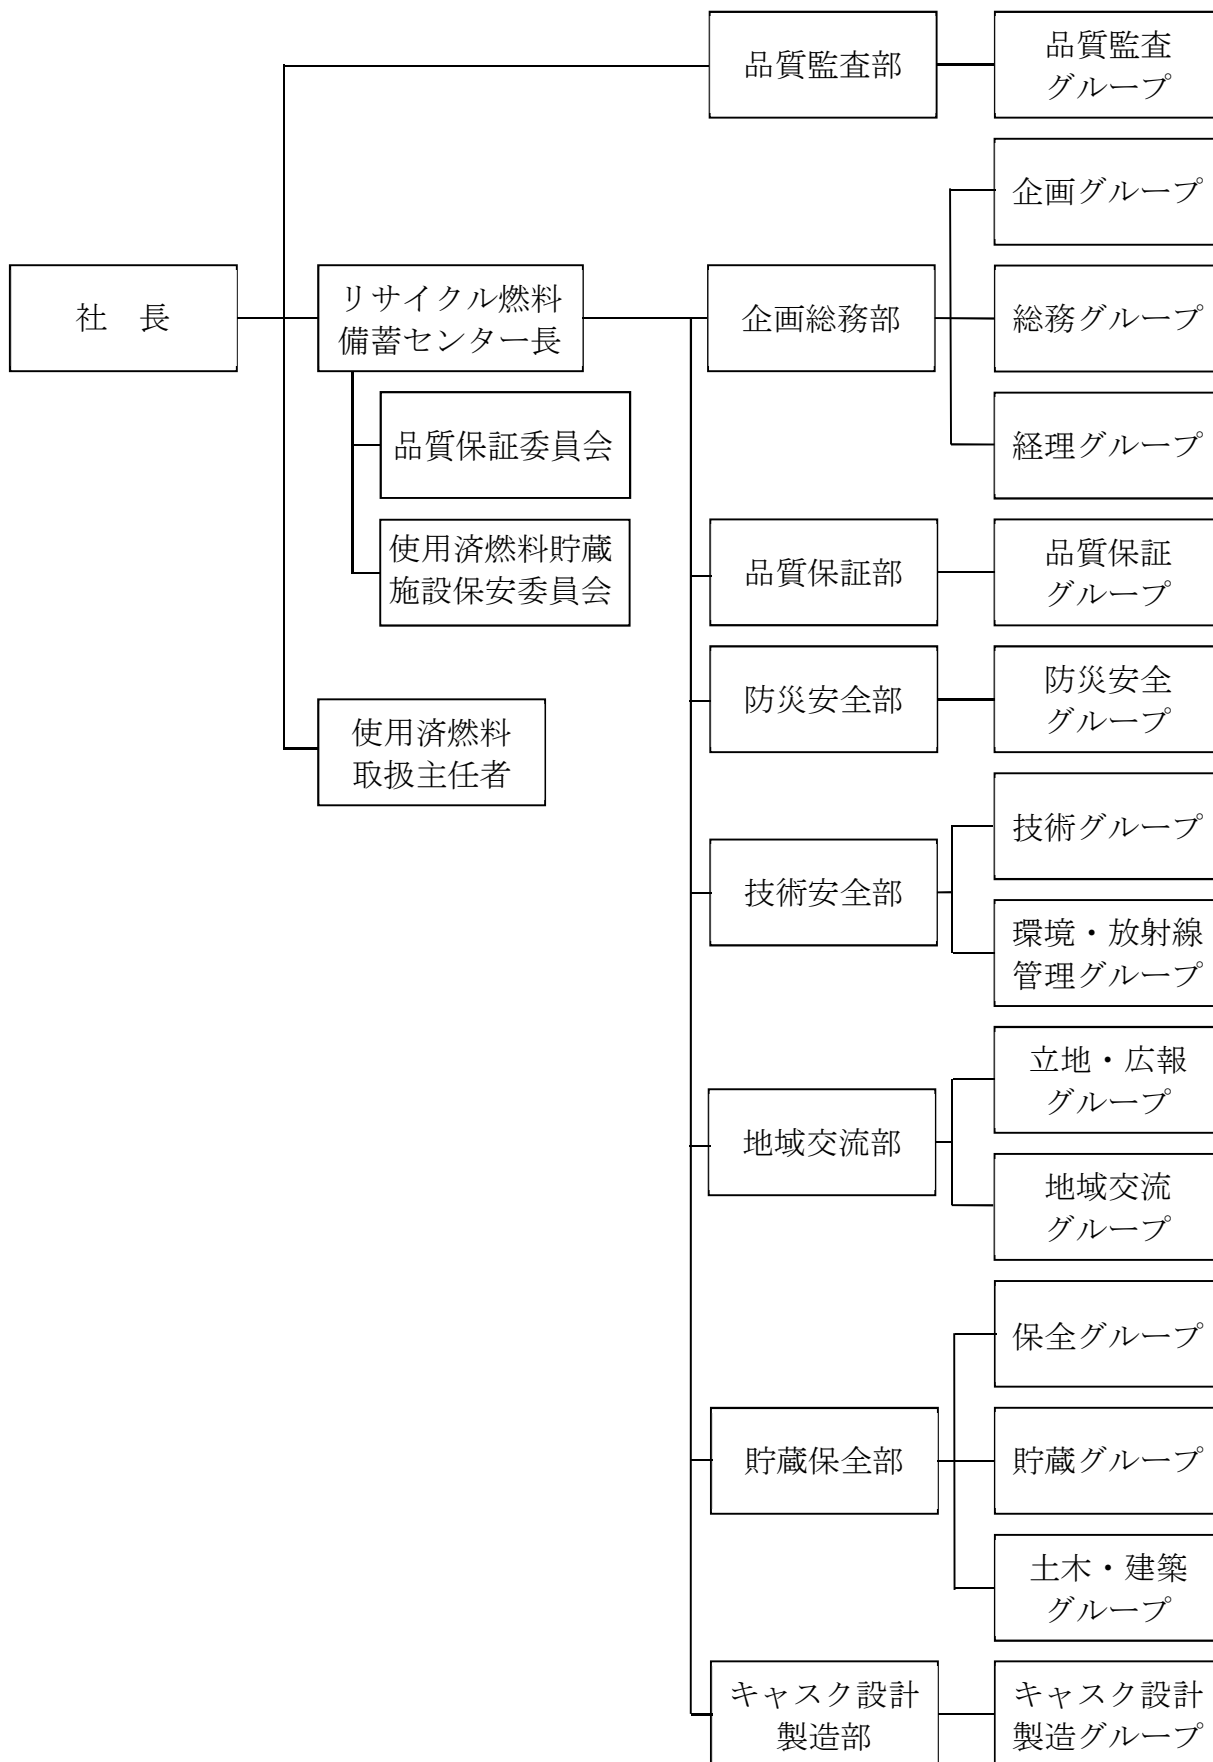 品質監査部
品質監査
グループ
企画グループ
社　長
リサイクル燃料
備蓄センター長
企画総務部
総務グループ
品質保証委員会
経理グループ
使用済燃料貯蔵
施設保安委員会
品質保証部
品質保証
グループ
防災安全部
防災安全
グループ
使用済燃料
取扱主任者
技術グループ
技術安全部
環境・放射線
管理グループ
立地・広報
グループ
地域交流部
地域交流
グループ
保全グループ
貯蔵保全部
貯蔵グループ
土木・建築
グループ
キャスク設計
製造部
キャスク設計
製造グループ